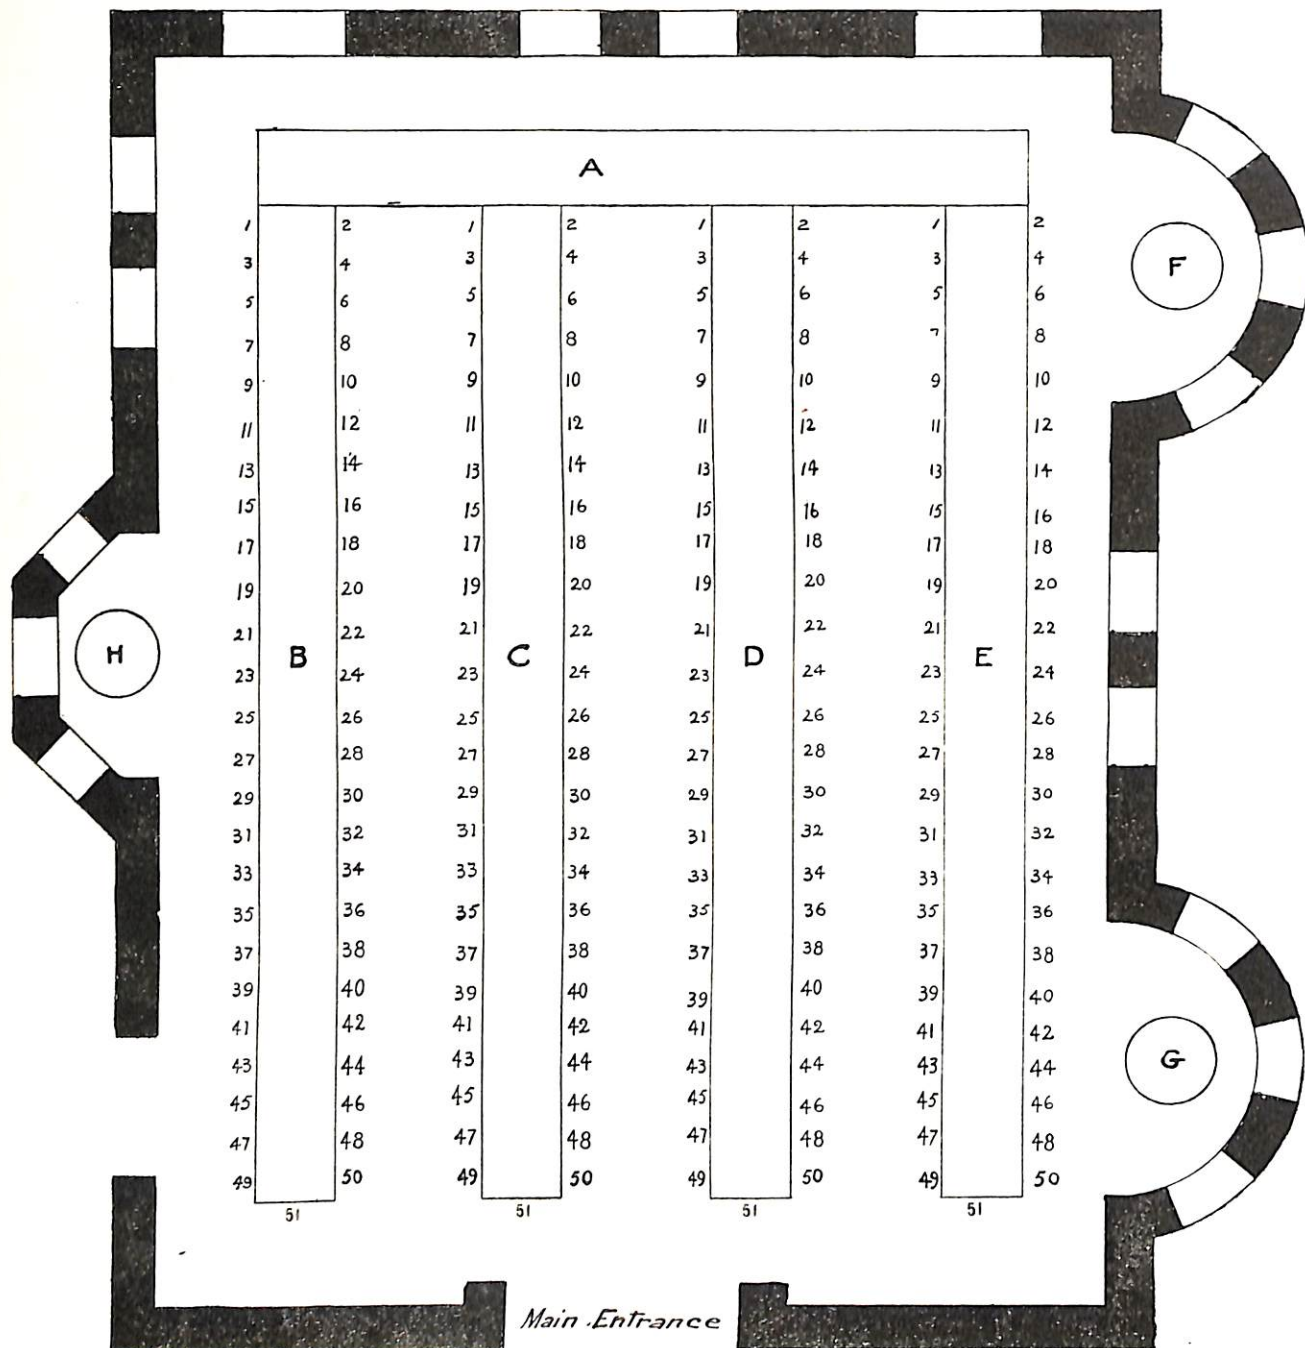 A
1 2 1 2 1 2 1 2
F
3 4 3 4 3 4 3 4
5 6 5 6 5 6 5 6
7 8 7 8 7 8 7 8
9 10 9 10 9 10 9 10
11 12 11 12 11 12 11 12
13 14 13 14 13 14 13 14
15 16 15 16 15 16 15 16
17 18 17 18 17 18 17 18
19 20 19 20 19 20 19 20
21 22 21 22 21 22 21 22
H B C D E
23 24 23 24 23 24 23 24
25 26 25 26 25 26 25 26
27 28 27 28 27 28 27 28
29 30 29 30 29 30 29 30
31 32 31 32 31 32 31 32
33 34 33 34 33 34 33 34
35 36 35 36 35 36 35 36
37 38 37 38 37 38 37 38
39 40 39 40 39 40 39 40
41 42 41 42 41 42 41 42
43 44 43 44 43 44 43 44
G
45 46 45 46 45 46 45 46
47 48 47 48 47 48 47 48
49 50 49 50 49 50 49 50
51 51 51 51
Main Entrance